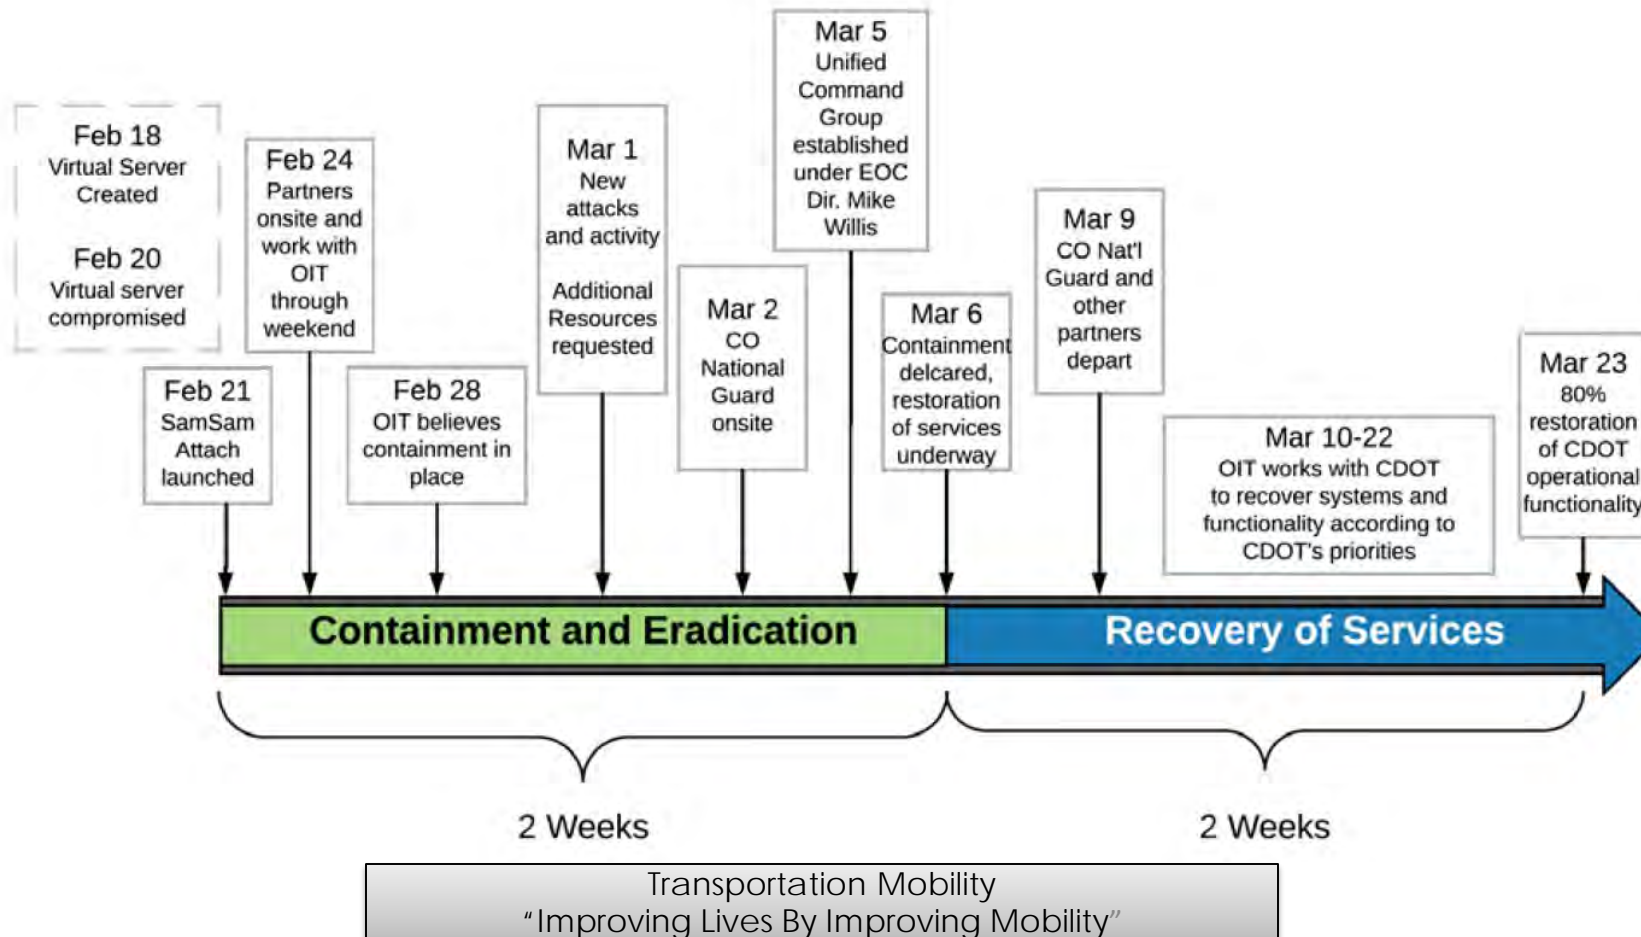 Feb 18
Virtual Server
Created
Feb 20
Virtual server
compromised
Feb 21
SamSam
Attach
launched
Feb 24
Partners
onsite and
work with
OIT
through
weekend
Feb 28
OIT believes
containment in
place
Mar 1
New
attacks
and activity
Additional
Resources
requested
Mar 2
CO
National
Guard
onsite
Mar 5
Unified
Command
Group
established
under EOC
Dir. Mike
Willis
Mar 6
Containment
delcared,
restoration
of services
underway
Mar 9
CO Nat'l
Guard and
other
partners
depart
Mar 10-22
OIT works with CDOT
to recover systems and
functionality according to
CDOT's priorities
Mar 23
80%
restoration
of CDOT
operational
functionality
Containment and Eradication
Recovery of Services
2 Weeks
2 Weeks
Transportation Mobility
“Improving Lives By Improving Mobility”